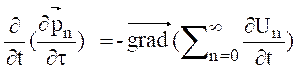 ∂/∂t (∂p⃗ₙ/∂τ) = -grad⃗ (∑ₙ₌₀^∞ ∂Uₙ/∂t)